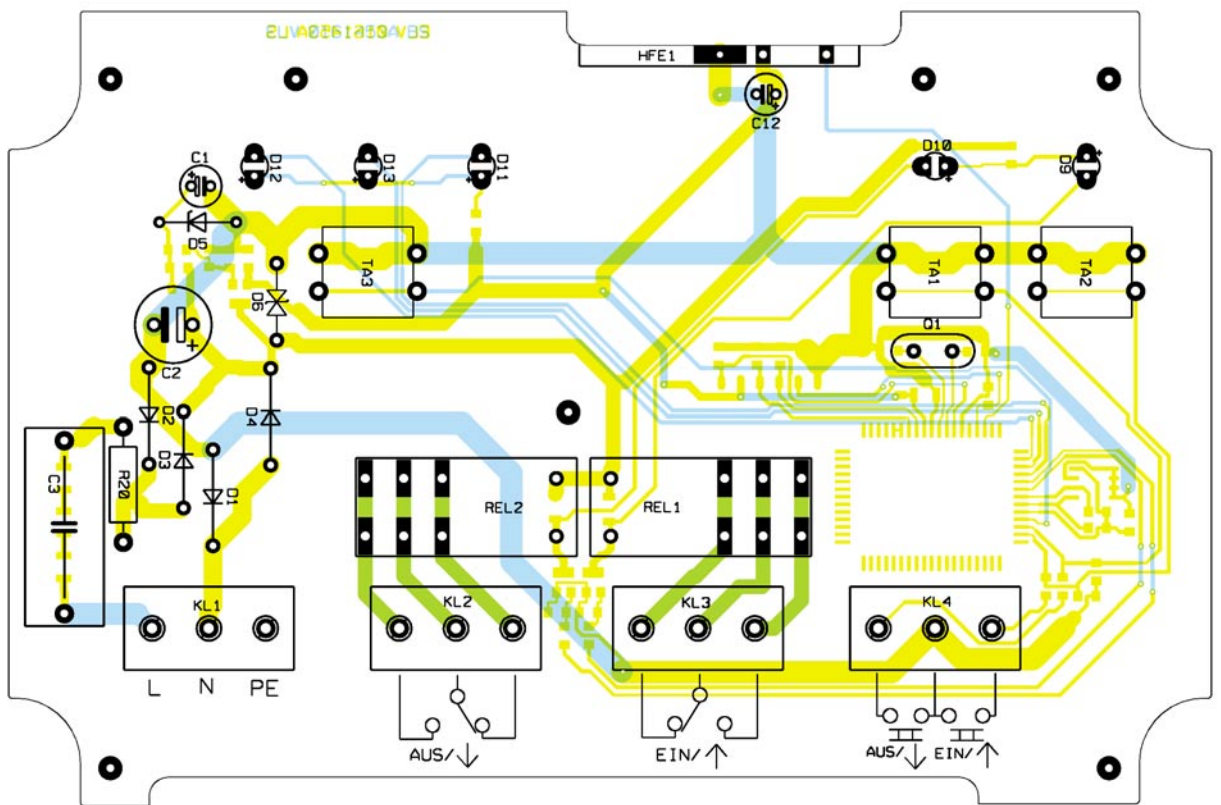 HFE1
C12
C1
D12
D13
D11
D10
D9
D5
D6
TA3
TA1
TA2
Q1
C2
D2
D4
D3
D1
C3
R20
REL2
REL1
KL1
KL2
KL3
KL4
L N PE
AUS/↓
EIN/↑
AUS/↓ EIN/↑